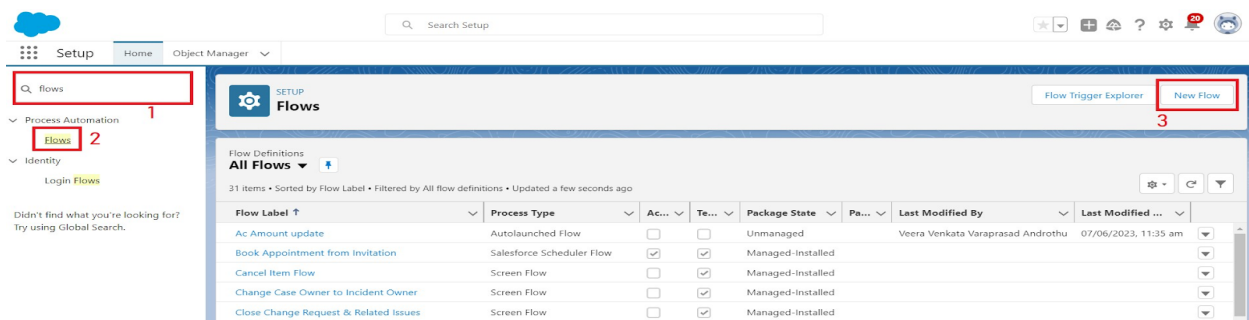 Search Setup
20
Setup Home Object Manager
flows
1
Process Automation
Flows 2
Identity
Login Flows
Didn't find what you're looking for?
Try using Global Search.
SETUP
Flows
Flow Trigger Explorer New Flow
3
Flow Definitions
All Flows
31 items • Sorted by Flow Label • Filtered by All flow definitions • Updated a few seconds ago
Flow Label ↑ Process Type Ac... Te... Package State Pa... Last Modified By Last Modified ...
Ac Amount update Autolaunched Flow Unmanaged Veera Venkata Varaprasad Androthu 07/06/2023, 11:35 am
Book Appointment from Invitation Salesforce Scheduler Flow Managed-Installed
Cancel Item Flow Screen Flow Managed-Installed
Change Case Owner to Incident Owner Screen Flow Managed-Installed
Close Change Request & Related Issues Screen Flow Managed-Installed